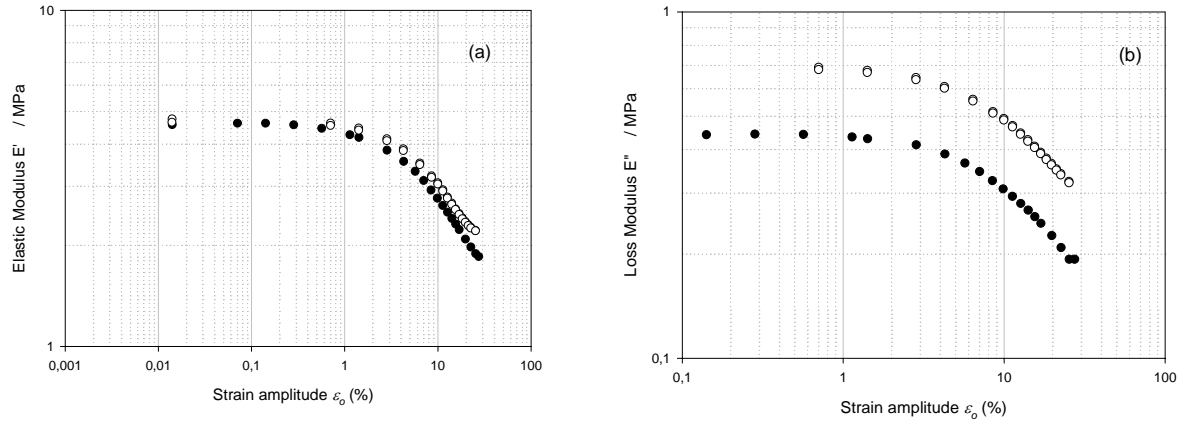 10
(a)
Elastic Modulus E' / MPa
1
0,001
0,01
0,1
1
10
100
Strain amplitude εo (%)
1
(b)
Loss Modulus E" / MPa
0,1
0,1
1
10
100
Strain amplitude εo (%)